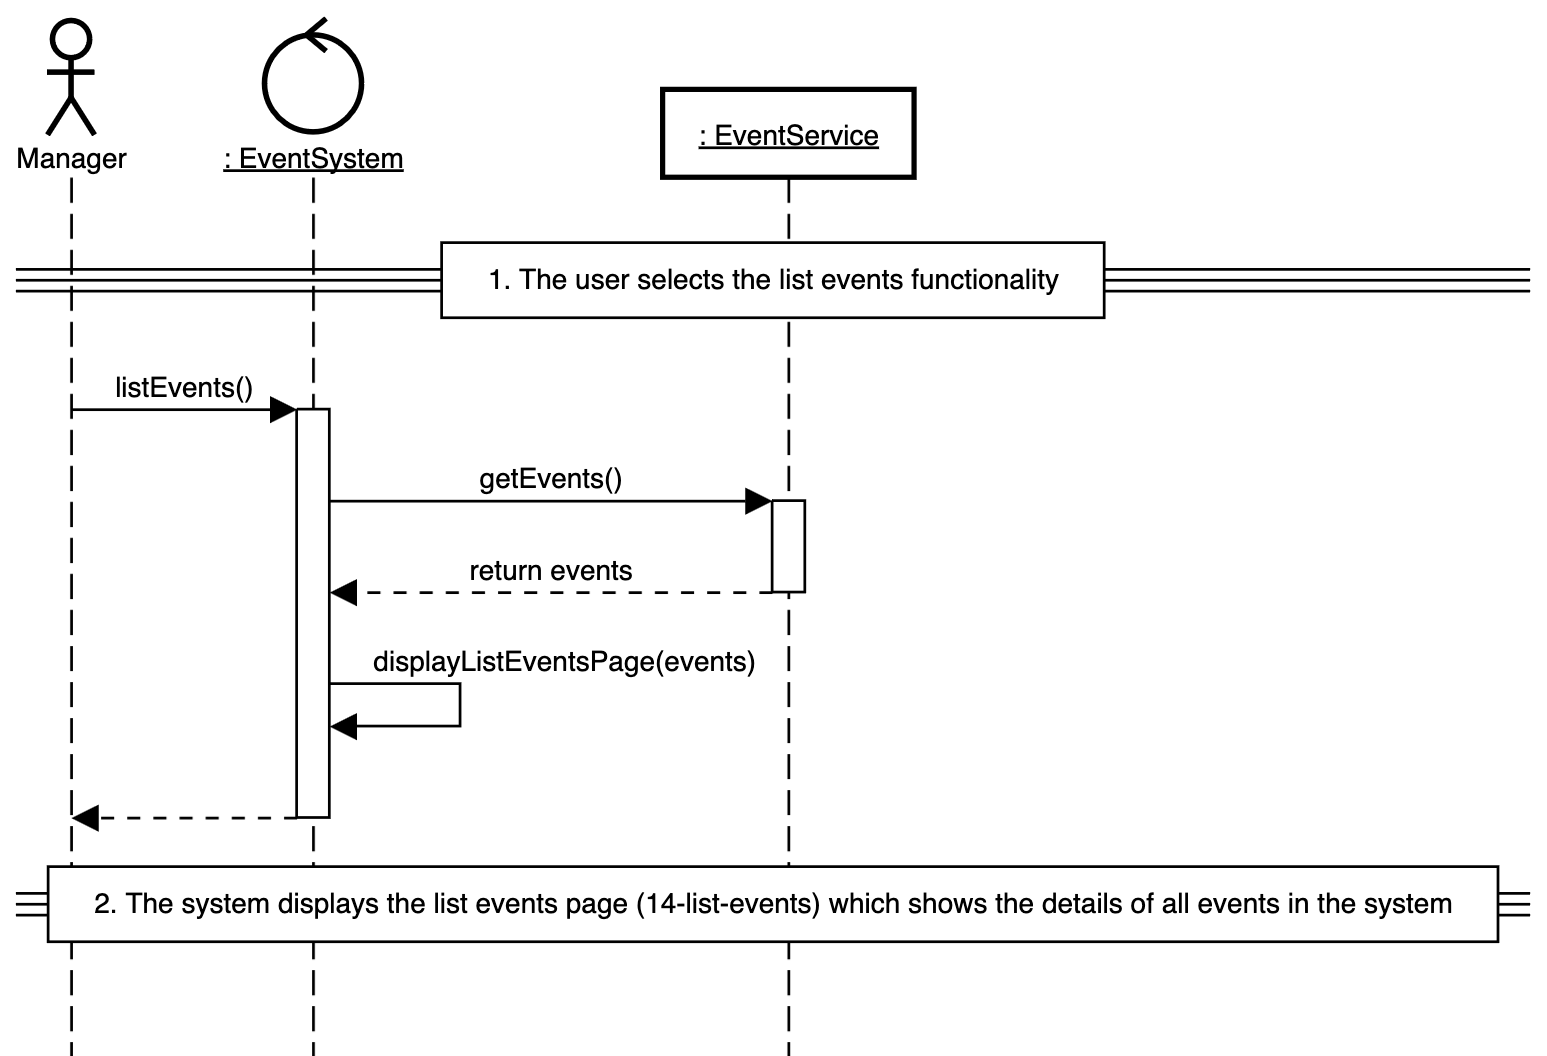 Manager
: EventSystem
: EventService
1. The user selects the list events functionality
listEvents()
getEvents()
return events
displayListEventsPage(events)
2. The system displays the list events page (14-list-events) which shows the details of all events in the system